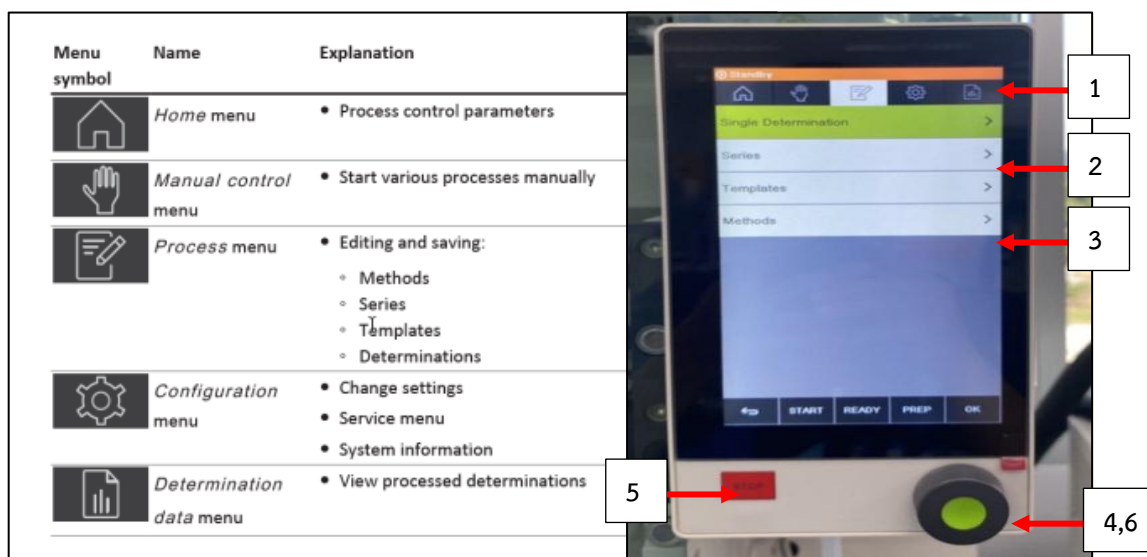 Menu symbol Name Explanation
Home menu • Process control parameters
Manual control menu • Start various processes manually
Process menu • Editing and saving:
◦ Methods
◦ Series
◦ Templates
◦ Determinations
Configuration menu • Change settings
• Service menu
• System information
Determination data menu • View processed determinations
Standby
Single Determination >
Series >
Templates >
Methods >
START READY PREP OK
STOP
1
2
3
5
4,6